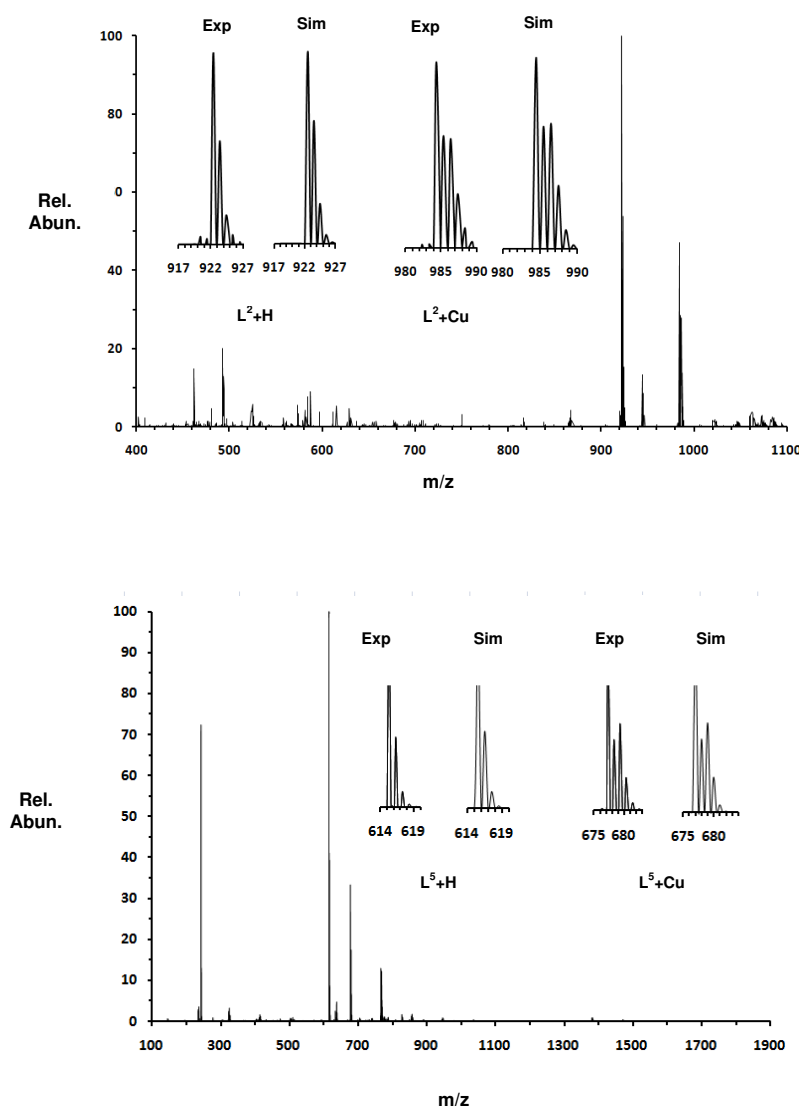 Exp Sim Exp Sim
100
80
0
40
20
0
Rel.
Abun.
917 922 927 917 922 927 980 985 990 980 985 990
L²+H L²+Cu
400 500 600 700 800 900 1000 1100
m/z
100
90
80
70
60
50
40
30
20
10
0
Rel.
Abun.
Exp Sim Exp Sim
614 619 614 619 675 680 675 680
L⁵+H L⁵+Cu
100 300 500 700 900 1100 1300 1500 1700 1900
m/z